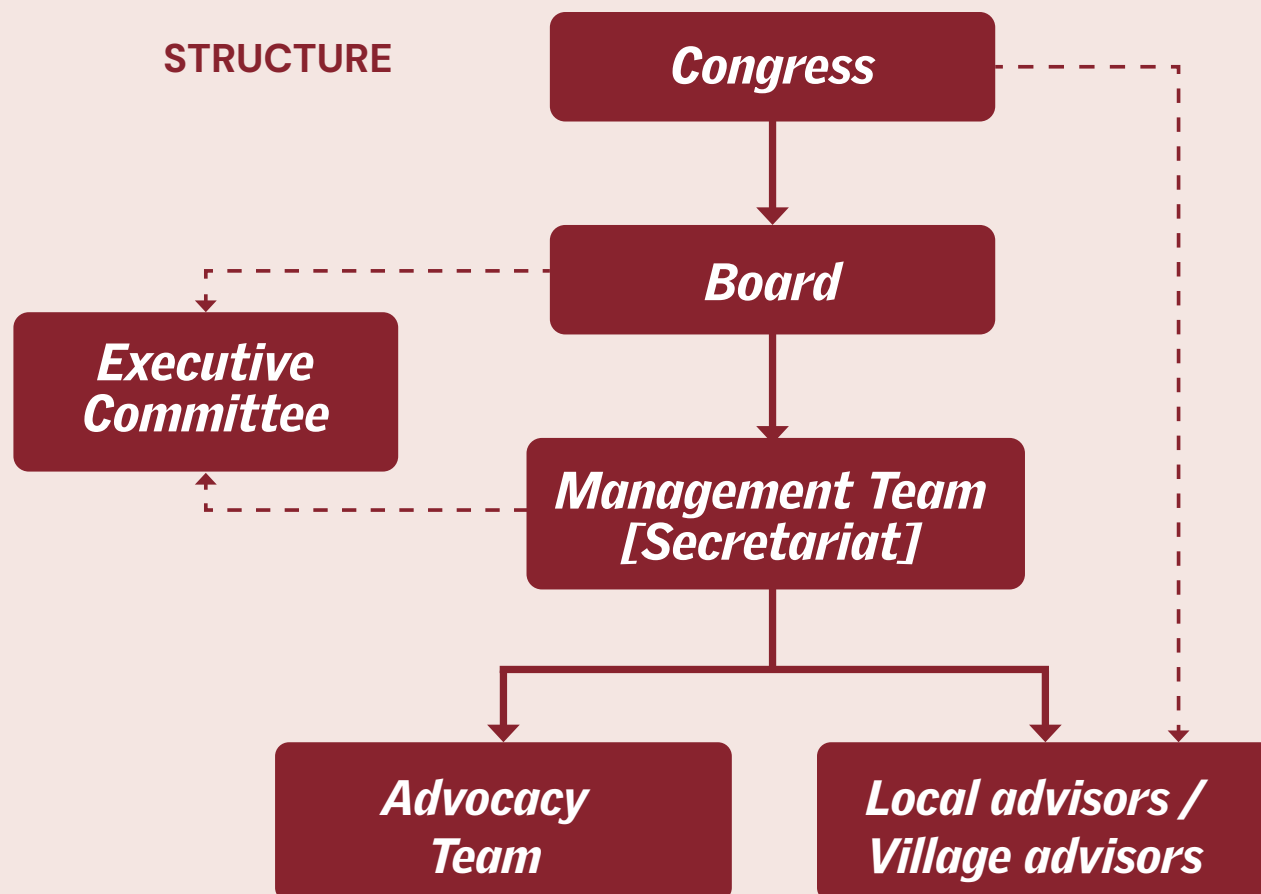 STRUCTURE
Congress
Board
Executive
Committee
Management Team
[Secretariat]
Advocacy
Team
Local advisors /
Village advisors